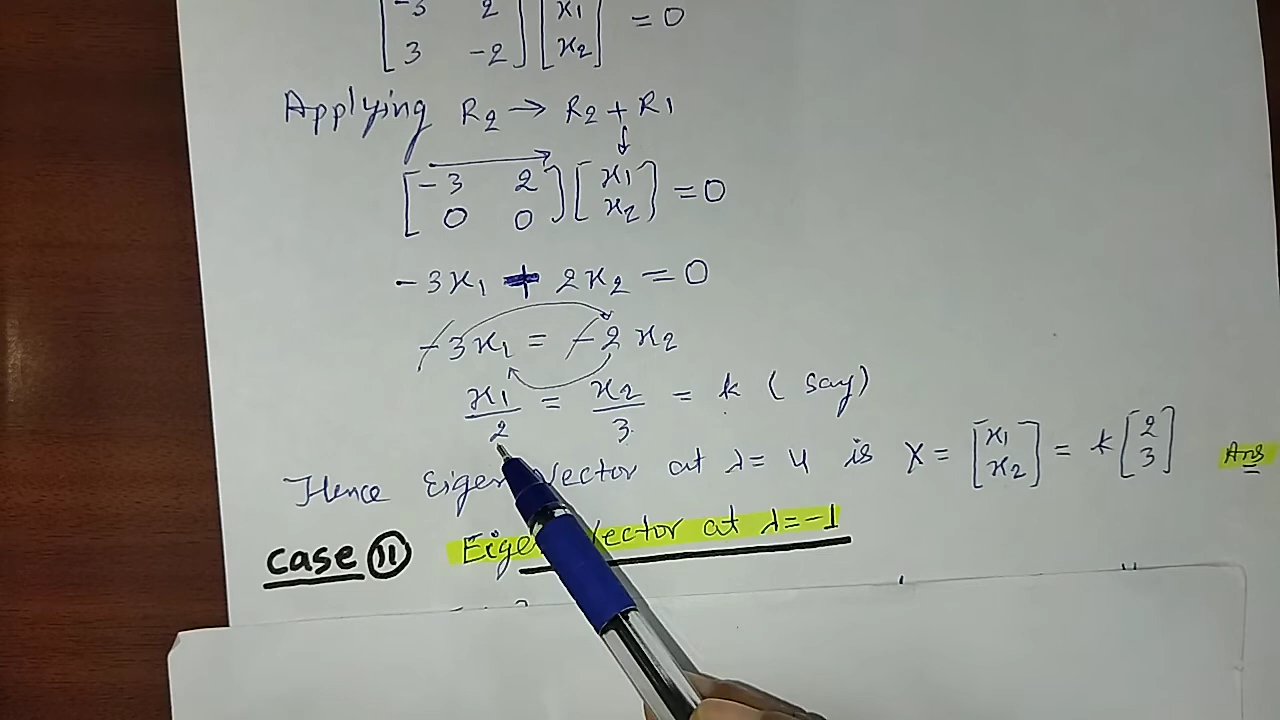 [-3 2] [x1] = 0
[3 -2] [x2]
Applying R2 → R2 + R1
[-3 2] [x1] = 0
[0 0] [x2]
-3x1 + 2x2 = 0
-3x1 = -2x2
x1/2 = x2/3 = k (say)
Hence Eigen Vector at λ=4 is X = [x1 x2] = k [2 3] Ans
Case II Eigen Vector at λ=-1